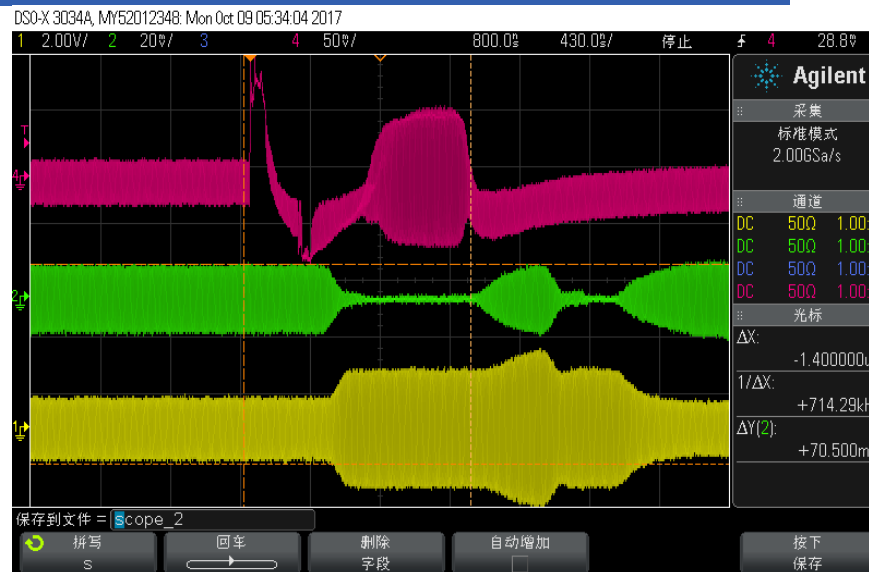 DSO-X 3034A, MY52012348: Mon Oct 09 05:34:04 2017
1 2.00V/ 2 20mV/ 3 4 50mV/ 800.0ns 430.0ns/ 停止 4 28.8mV
Agilent
采集
标准模式
2.00GSa/s
通道
DC 50Ω 1.00:
DC 50Ω 1.00:
DC 50Ω 1.00:
DC 50Ω 1.00:
光标
ΔX:
-1.400000u
1/ΔX:
+714.29kH
ΔY(2):
+70.500m
T
4
2
1
保存到文件 = scope_2
拼写 回车 删除 自动增加 按下
s 字段 保存